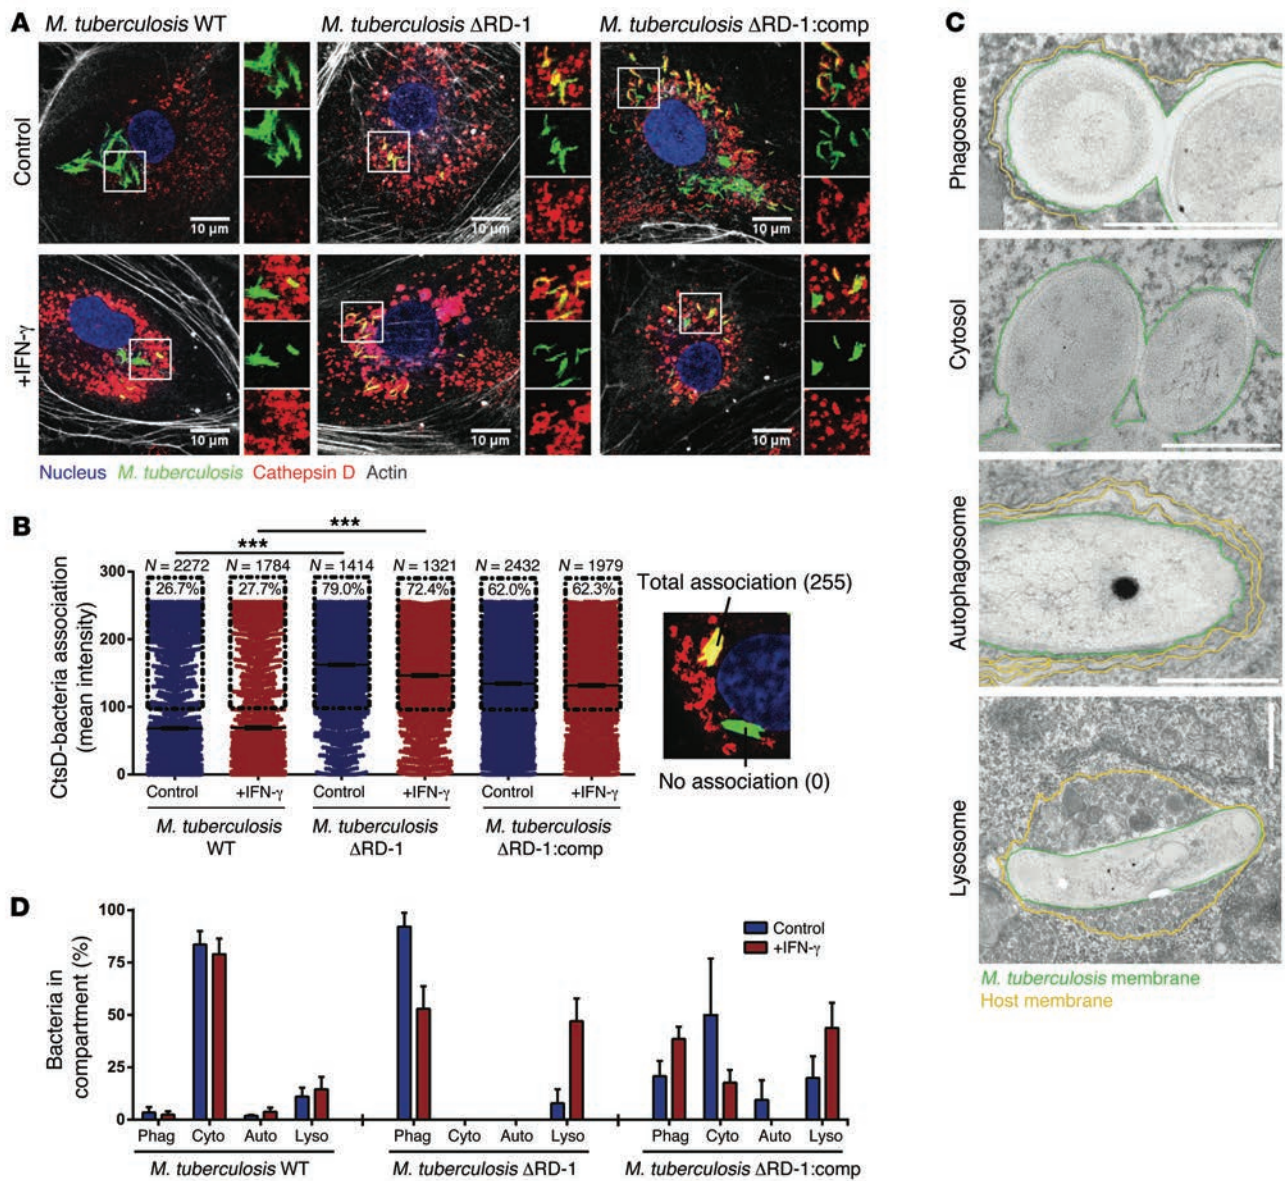 A
M. tuberculosis WT
M. tuberculosis ΔRD-1
M. tuberculosis ΔRD-1:comp
Control
10 µm
10 µm
10 µm
+IFN-γ
10 µm
10 µm
10 µm
Nucleus M. tuberculosis Cathepsin D Actin
B
CtsD-bacteria association
(mean intensity)
300
200
100
0
***
***
N = 2272 N = 1784 N = 1414 N = 1321 N = 2432 N = 1979
26.7% 27.7% 79.0% 72.4% 62.0% 62.3%
Control +IFN-γ Control +IFN-γ Control +IFN-γ
M. tuberculosis
WT
M. tuberculosis
ΔRD-1
M. tuberculosis
ΔRD-1:comp
Total association (255)
No association (0)
C
Phagosome
Cytosol
Autophagosome
Lysosome
M. tuberculosis membrane
Host membrane
D
Bacteria in
compartment (%)
100
75
50
25
0
Control
+IFN-γ
Phag Cyto Auto Lyso Phag Cyto Auto Lyso Phag Cyto Auto Lyso
M. tuberculosis WT
M. tuberculosis ΔRD-1
M. tuberculosis ΔRD-1:comp